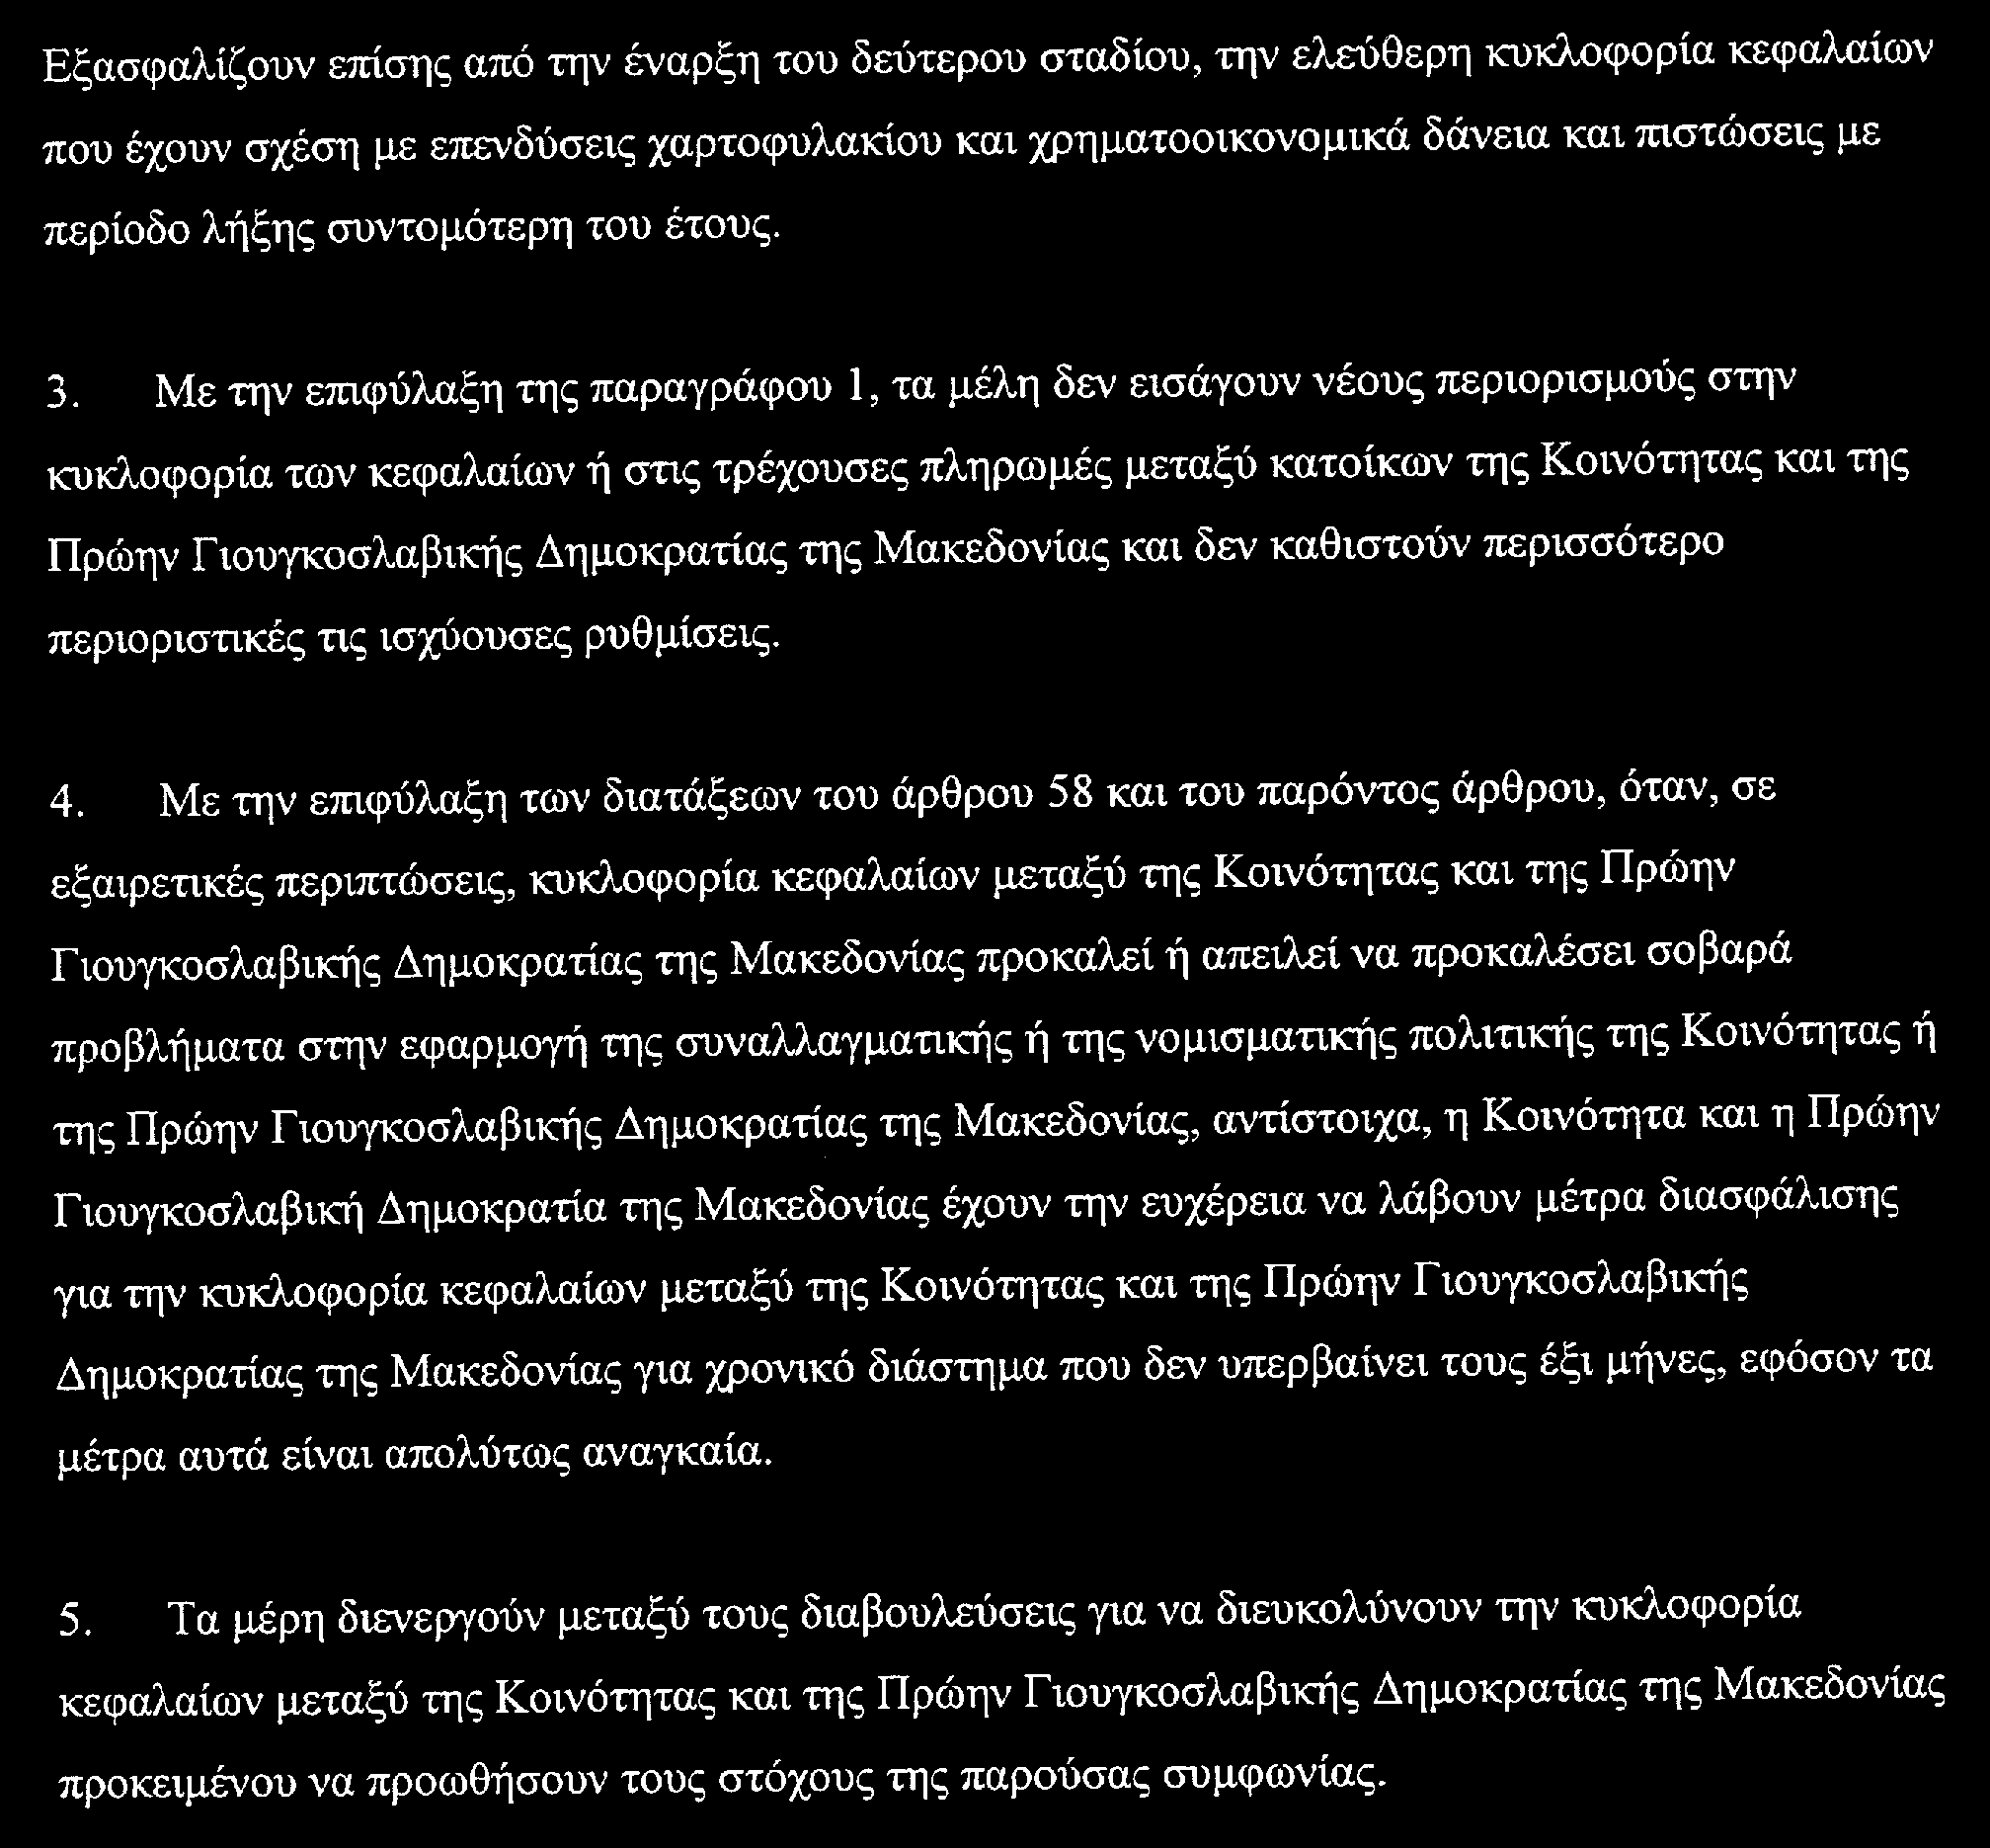 Εξασφαλίζουν επίσης από την έναρξη του δεύτερου σταδίου, την ελεύθερη κυκλοφορία κεφαλαίων
που έχουν σχέση με επενδύσεις χαρτοφυλακίου και χρηματοοικονομικά δάνεια και πιστώσεις με
περίοδο λήξης συντομότερη του έτους.
3. Με την επιφύλαξη της παραγράφου 1, τα μέλη δεν εισάγουν νέους περιορισμούς στην
κυκλοφορία των κεφαλαίων ή στις τρέχουσες πληρωμές μεταξύ κατοίκων της Κοινότητας και της
Πρώην Γιουγκοσλαβικής Δημοκρατίας της Μακεδονίας και δεν καθιστούν περισσότερο
περιοριστικές τις ισχύουσες ρυθμίσεις.
4. Με την επιφύλαξη των διατάξεων του άρθρου 58 και του παρόντος άρθρου, όταν, σε
εξαιρετικές περιπτώσεις, κυκλοφορία κεφαλαίων μεταξύ της Κοινότητας και της Πρώην
Γιουγκοσλαβικής Δημοκρατίας της Μακεδονίας προκαλεί ή απειλεί να προκαλέσει σοβαρά
προβλήματα στην εφαρμογή της συναλλαγματικής ή της νομισματικής πολιτικής της Κοινότητας ή
της Πρώην Γιουγκοσλαβικής Δημοκρατίας της Μακεδονίας, αντίστοιχα, η Κοινότητα και η Πρώην
Γιουγκοσλαβική Δημοκρατία της Μακεδονίας έχουν την ευχέρεια να λάβουν μέτρα διασφάλισης
για την κυκλοφορία κεφαλαίων μεταξύ της Κοινότητας και της Πρώην Γιουγκοσλαβικής
Δημοκρατίας της Μακεδονίας για χρονικό διάστημα που δεν υπερβαίνει τους έξι μήνες, εφόσον τα
μέτρα αυτά είναι απολύτως αναγκαία.
5. Τα μέρη διενεργούν μεταξύ τους διαβουλεύσεις για να διευκολύνουν την κυκλοφορία
κεφαλαίων μεταξύ της Κοινότητας και της Πρώην Γιουγκοσλαβικής Δημοκρατίας της Μακεδονίας
προκειμένου να προωθήσουν τους στόχους της παρούσας συμφωνίας.